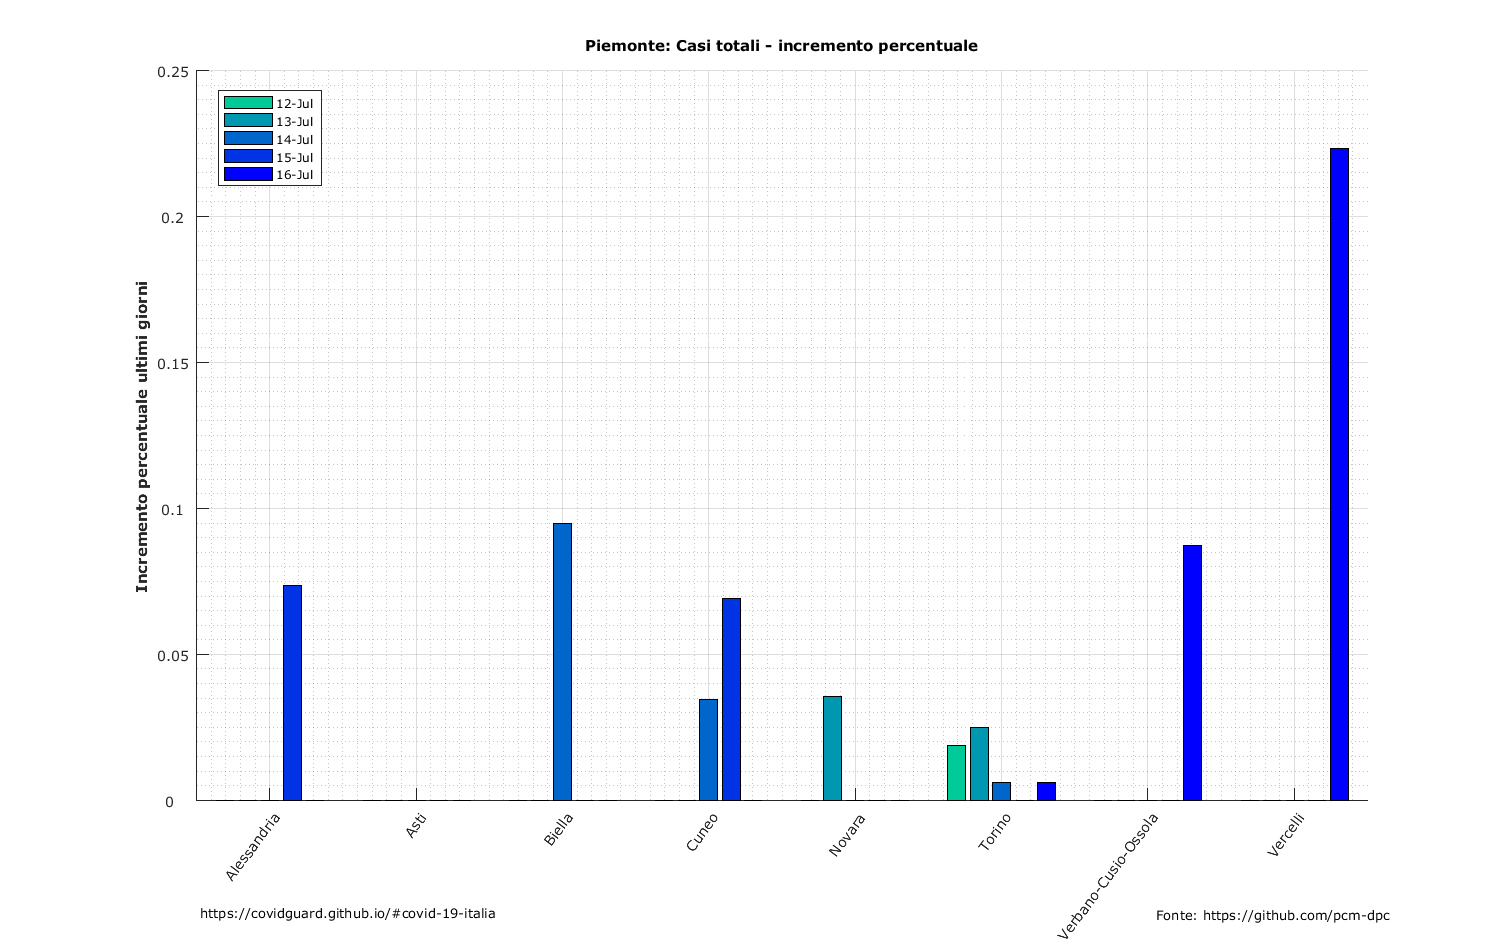 Piemonte: Casi totali - incremento percentuale
0.25
0.2
0.15
0.1
0.05
0
Incremento percentuale ultimi giorni
12-Jul
13-Jul
14-Jul
15-Jul
16-Jul
Alessandria
Asti
Biella
Cuneo
Novara
Torino
Verbano-Cusio-Ossola
Vercelli
https://covidguard.github.io/#covid-19-italia
Fonte: https://github.com/pcm-dpc